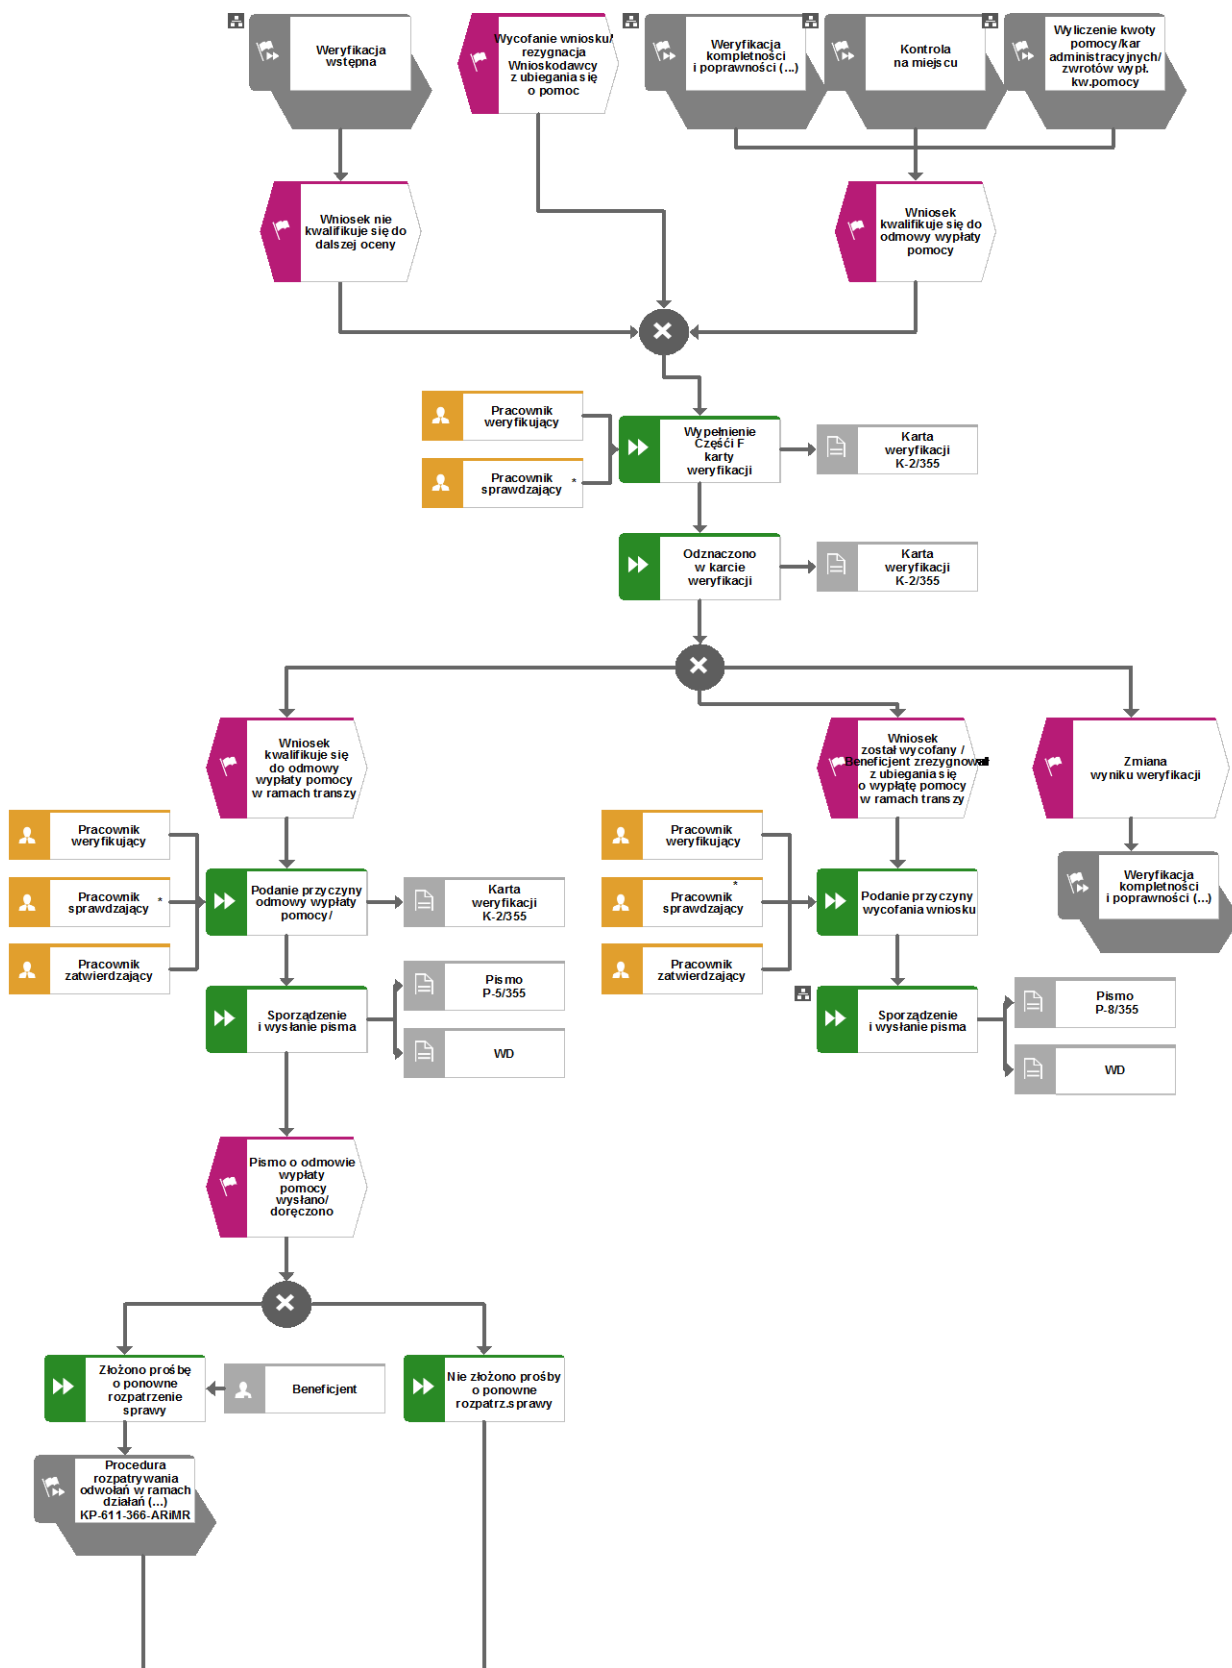 Weryfikacja
wstępna
Wycofanie wniosku/
rezygnacja
Wnioskodawcy
z ubiegania się
o pomoc
Weryfikacja
kompletności
i poprawności (...)
Kontrola
na miejscu
Wyliczenie kwoty
pomocy/kar
administracyjnych/
zwrotów wypł.
kw.pomocy
Wniosek nie
kwalifikuje się do
dalszej oceny
Wniosek
kwalifikuje się do
odmowy wypłaty
pomocy
Pracownik
weryfikujący
Pracownik
sprawdzający *
Wypełnienie
Częśći F
karty
weryfikacji
Karta
weryfikacji
K-2/355
Odznaczono
w karcie
weryfikacji
Karta
weryfikacji
K-2/355
Wniosek
kwalifikuje się
do odmowy
wypłaty pomocy
w ramach transzy
Wniosek
został wycofany /
Beneficjent zrezygnował
z ubiegania się
o wypłatę pomocy
w ramach transzy
Zmiana
wyniku weryfikacji
Pracownik
weryfikujący
Pracownik
sprawdzający *
Pracownik
zatwierdzający
Podanie przyczyny
odmowy wypłaty
pomocy/
Karta
weryfikacji
K-2/355
Pracownik
weryfikujący
*
Pracownik
sprawdzający
Pracownik
zatwierdzający
Podanie przyczyny
wycofania wniosku
Weryfikacja
kompletności
i poprawności (...)
Sporządzenie
i wysłanie pisma
Pismo
P-5/355
WD
Sporządzenie
i wysłanie pisma
Pismo
P-8/355
WD
Pismo o odmowie
wypłaty
pomocy
wysłano/
doręczono
Złożono prośbę
o ponowne
rozpatrzenie
sprawy
Beneficjent
Nie złożono prośby
o ponowne
rozpatrz.sprawy
Procedura
rozpatrywania
odwołań w ramach
działań (...)
KP-611-366-ARiMR